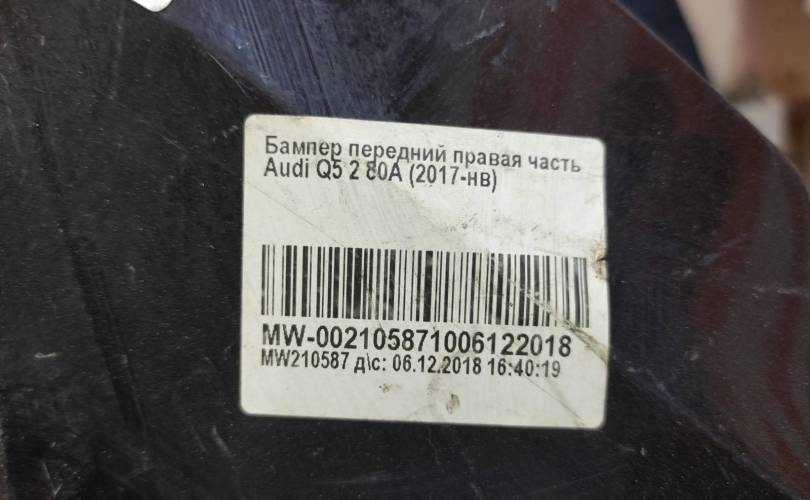 Бампер передний правая часть
Audi Q5 2 80A (2017-нв)
MW-002105871006122018
MW210587 д\с: 06.12.2018 16:40:19